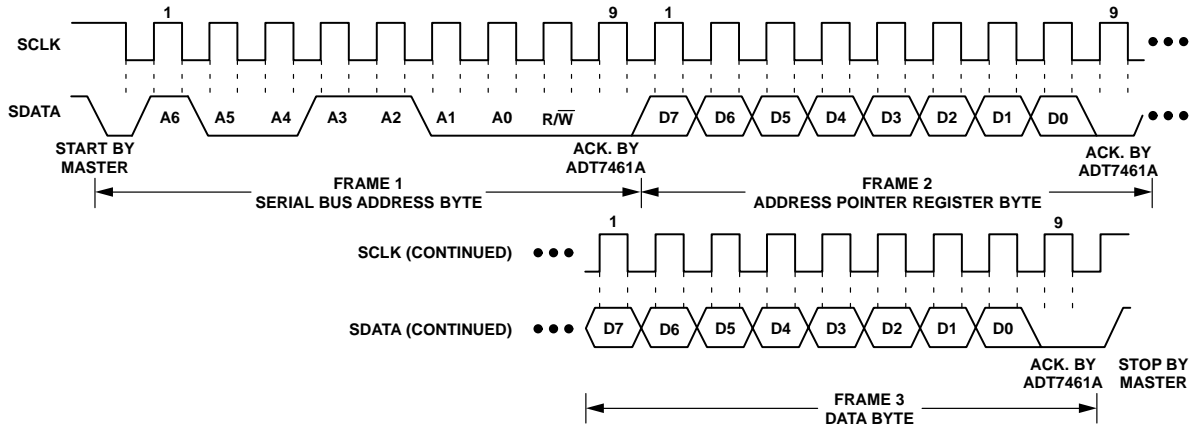 1 9 1 9
SCLK
SDATA A6 A5 A4 A3 A2 A1 A0 R/W̅ D7 D6 D5 D4 D3 D2 D1 D0
START BY MASTER
ACK. BY ADT7461A
ACK. BY ADT7461A
FRAME 1
SERIAL BUS ADDRESS BYTE
FRAME 2
ADDRESS POINTER REGISTER BYTE
1 9
SCLK (CONTINUED)
SDATA (CONTINUED) D7 D6 D5 D4 D3 D2 D1 D0
ACK. BY ADT7461A
STOP BY MASTER
FRAME 3
DATA BYTE